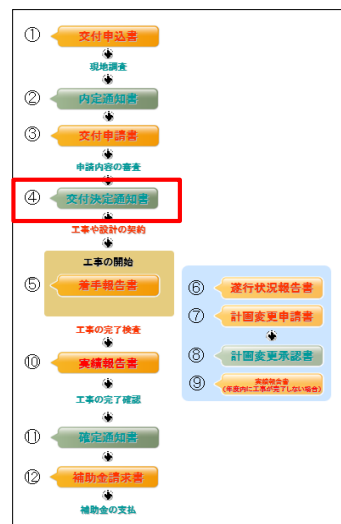 ① 交付申込書
現地調査
② 内定通知書
③ 交付申請書
申請内容の審査
④ 交付決定通知書
工事や設計の契約
工事の開始
⑤ 着手報告書
工事の完了検査
⑩ 実績報告書
工事の完了確認
⑪ 確定通知書
⑫ 補助金請求書
補助金の支払
⑥ 遂行状況報告書
⑦ 計画変更申請書
⑧ 計画変更承認書
⑨ 実績報告書
(年度内に工事が完了しない場合)